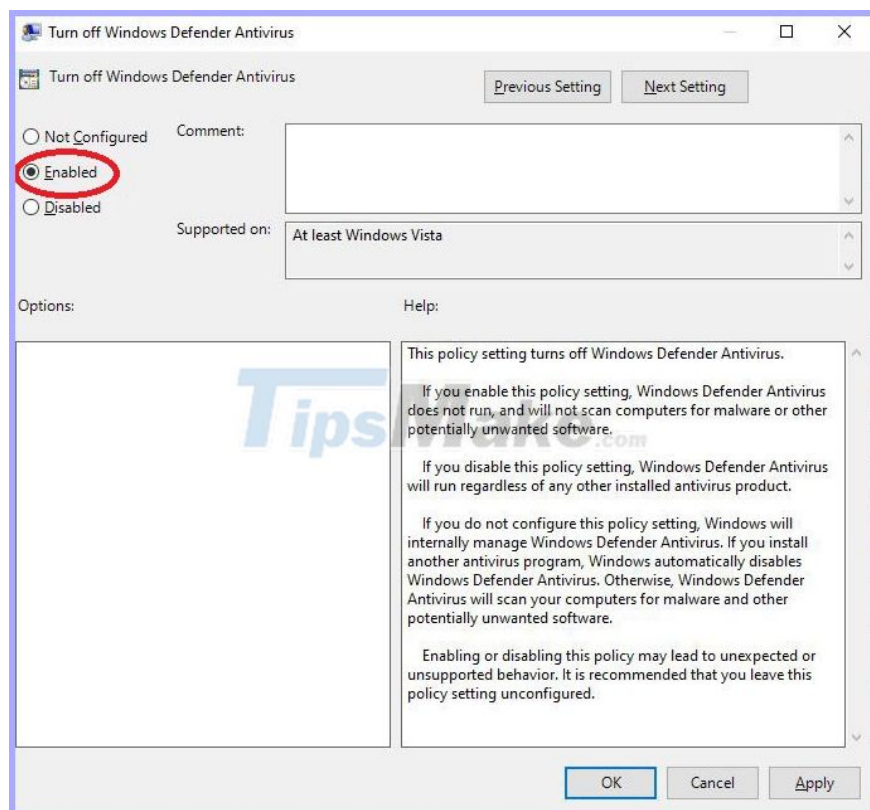 Turn off Windows Defender Antivirus
Turn off Windows Defender Antivirus
Previous Setting
Next Setting
Not Configured
Comment:
Enabled
Disabled
Supported on:
At least Windows Vista
Options:
Help:
This policy setting turns off Windows Defender Antivirus.
If you enable this policy setting, Windows Defender Antivirus
does not run, and will not scan computers for malware or other
potentially unwanted software.
If you disable this policy setting, Windows Defender Antivirus
will run regardless of any other installed antivirus product.
If you do not configure this policy setting, Windows will
internally manage Windows Defender Antivirus. If you install
another antivirus program, Windows automatically disables
Windows Defender Antivirus. Otherwise, Windows Defender
Antivirus will scan your computers for malware and other
potentially unwanted software.
Enabling or disabling this policy may lead to unexpected or
unsupported behavior. It is recommended that you leave this
policy setting unconfigured.
TipsMake.com
OK
Cancel
Apply